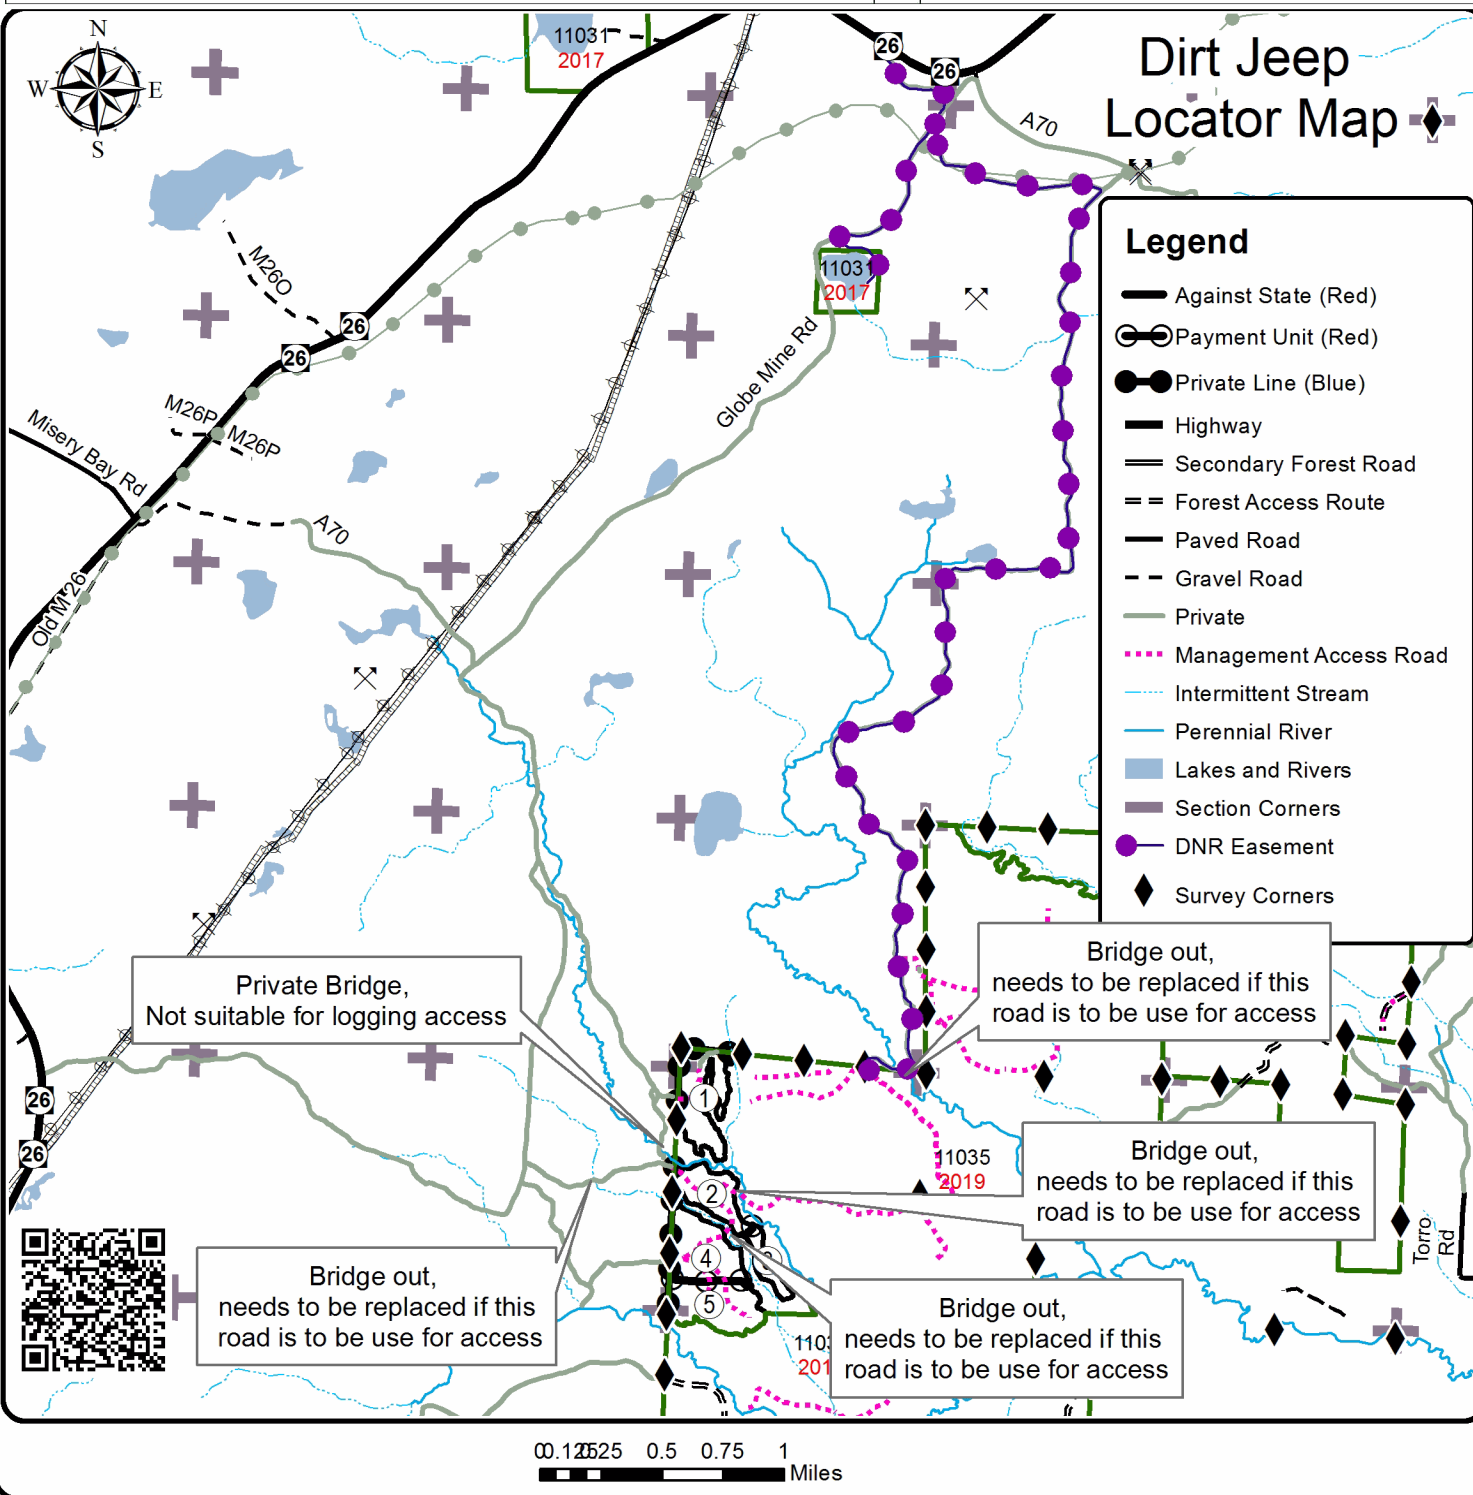 N
W
E
S
11031
2017
26
26
Dirt Jeep
Locator Map
A70
M26O
26
26
11031
2017
Globe Mine Rd
M26P
M26P
Misery Bay Rd
A70
Old M 26
Legend
Against State (Red)
Payment Unit (Red)
Private Line (Blue)
Highway
Secondary Forest Road
Forest Access Route
Paved Road
Gravel Road
Private
Management Access Road
Intermittent Stream
Perennial River
Lakes and Rivers
Section Corners
DNR Easement
Survey Corners
Bridge out,
needs to be replaced if this
road is to be use for access
Private Bridge,
Not suitable for logging access
26
26
1
2
4
5
11035
2019
Bridge out,
needs to be replaced if this
road is to be use for access
Torro
Rd
Bridge out,
needs to be replaced if this
road is to be use for access
Bridge out,
needs to be replaced if this
road is to be use for access
0 0.125 0.25 0.5 0.75 1
Miles